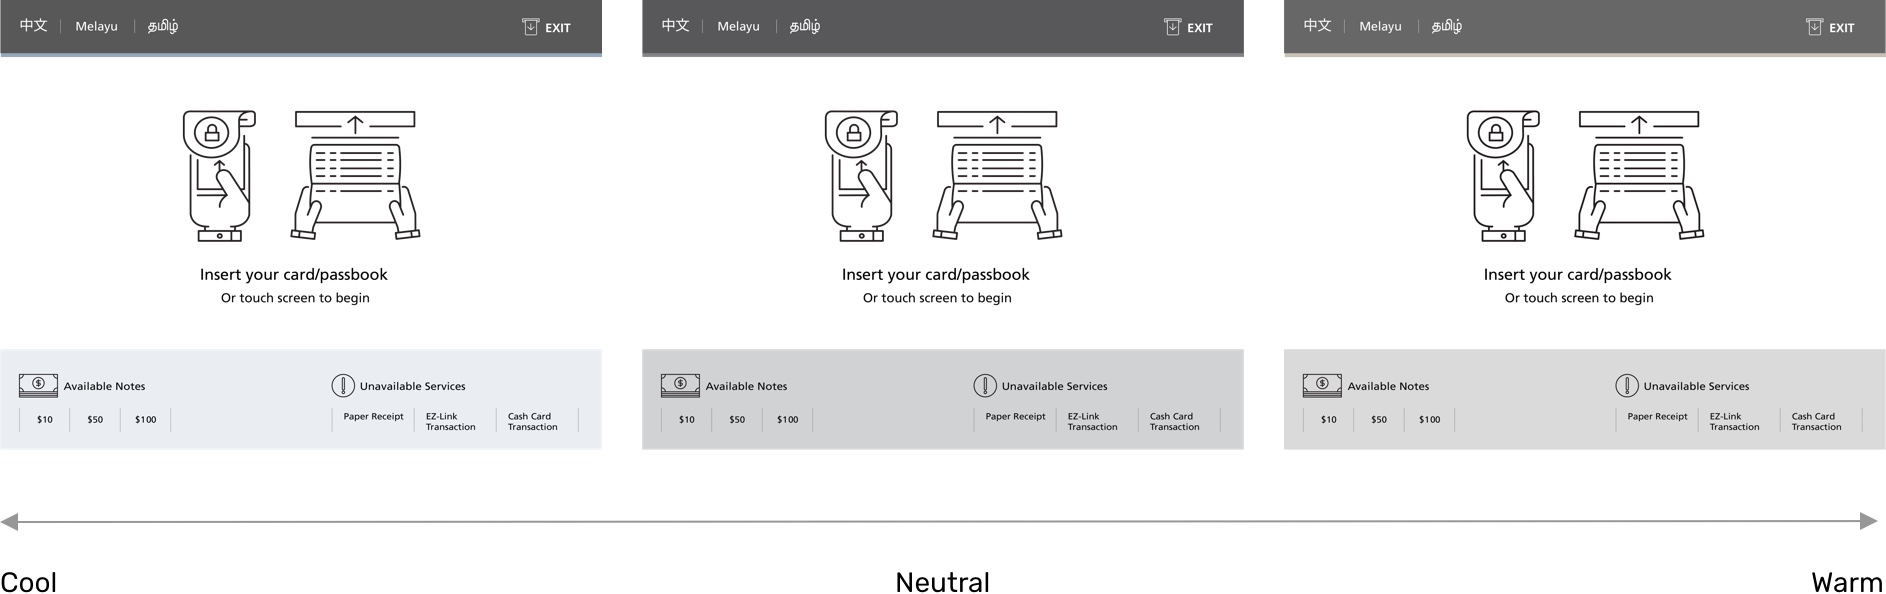 中文 Melayu தமிழ் EXIT
Insert your card/passbook
Or touch screen to begin
Available Notes
$10 $50 $100
Unavailable Services
Paper Receipt
EZ-Link
Transaction
Cash Card
Transaction
中文 Melayu தமிழ் EXIT
Insert your card/passbook
Or touch screen to begin
Available Notes
$10 $50 $100
Unavailable Services
Paper Receipt
EZ-Link
Transaction
Cash Card
Transaction
中文 Melayu தமிழ் EXIT
Insert your card/passbook
Or touch screen to begin
Available Notes
$10 $50 $100
Unavailable Services
Paper Receipt
EZ-Link
Transaction
Cash Card
Transaction
Cool Neutral Warm